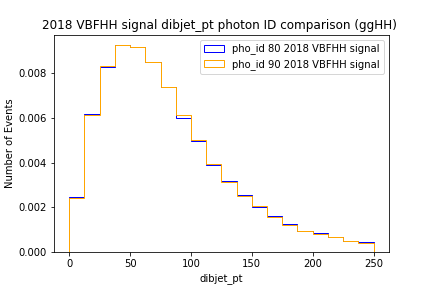 2018 VBFHH signal dibjet_pt photon ID comparison (ggHH)
pho_id 80 2018 VBFHH signal
pho_id 90 2018 VBFHH signal
Number of Events
0.008
0.006
0.004
0.002
0.000
0 50 100 150 200 250
dibjet_pt